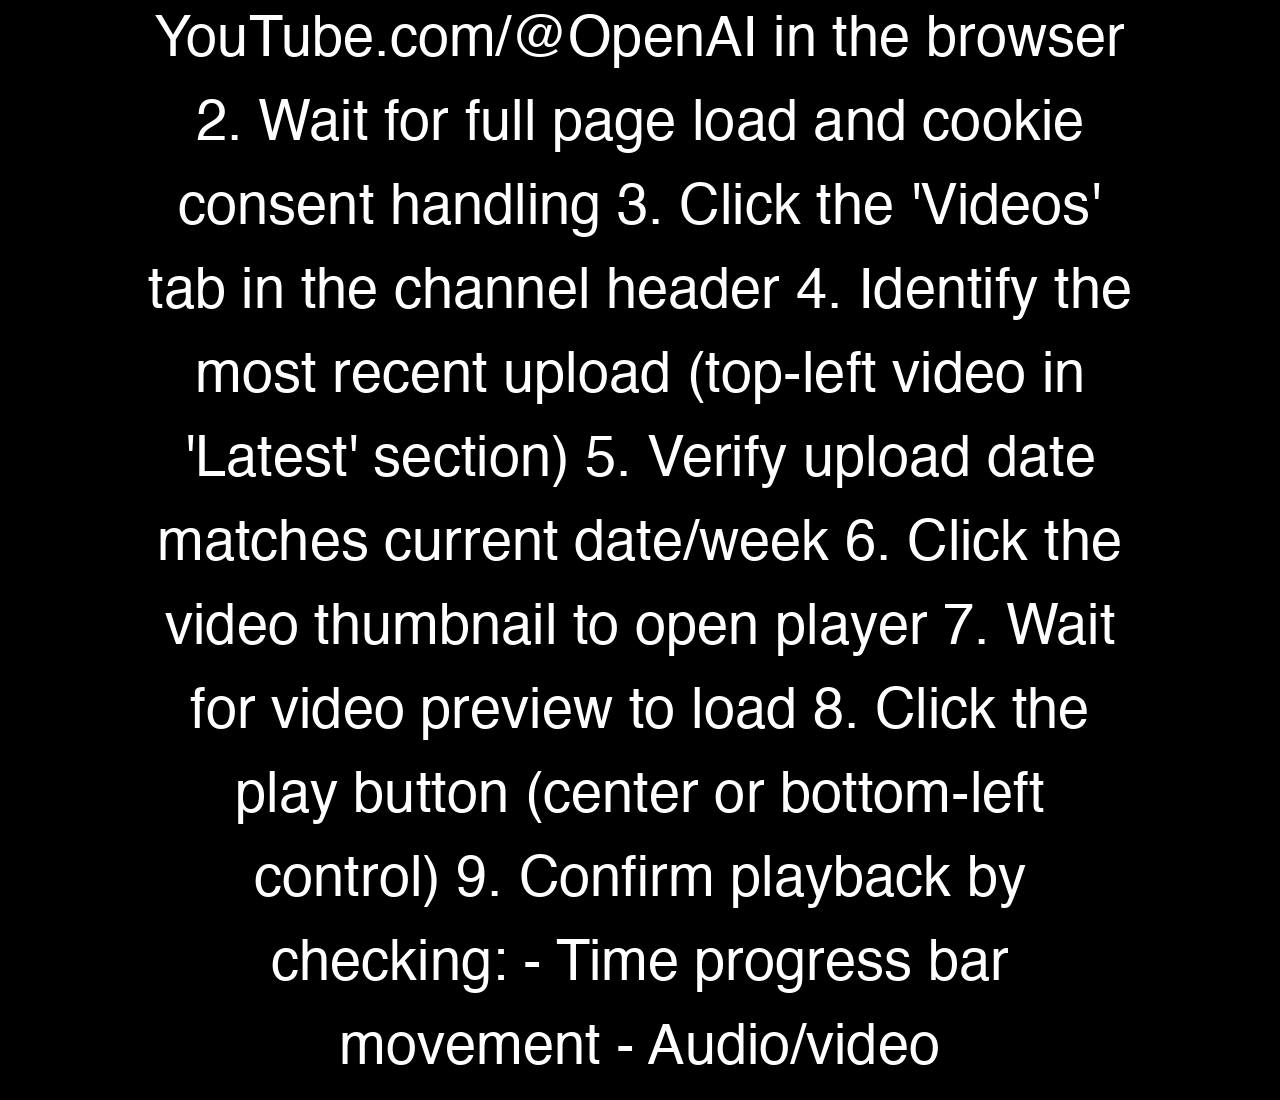 YouTube.com/@OpenAI in the browser
2. Wait for full page load and cookie
consent handling 3. Click the 'Videos'
tab in the channel header 4. Identify the
most recent upload (top-left video in
'Latest' section) 5. Verify upload date
matches current date/week 6. Click the
video thumbnail to open player 7. Wait
for video preview to load 8. Click the
play button (center or bottom-left
control) 9. Confirm playback by
checking: - Time progress bar
movement - Audio/video